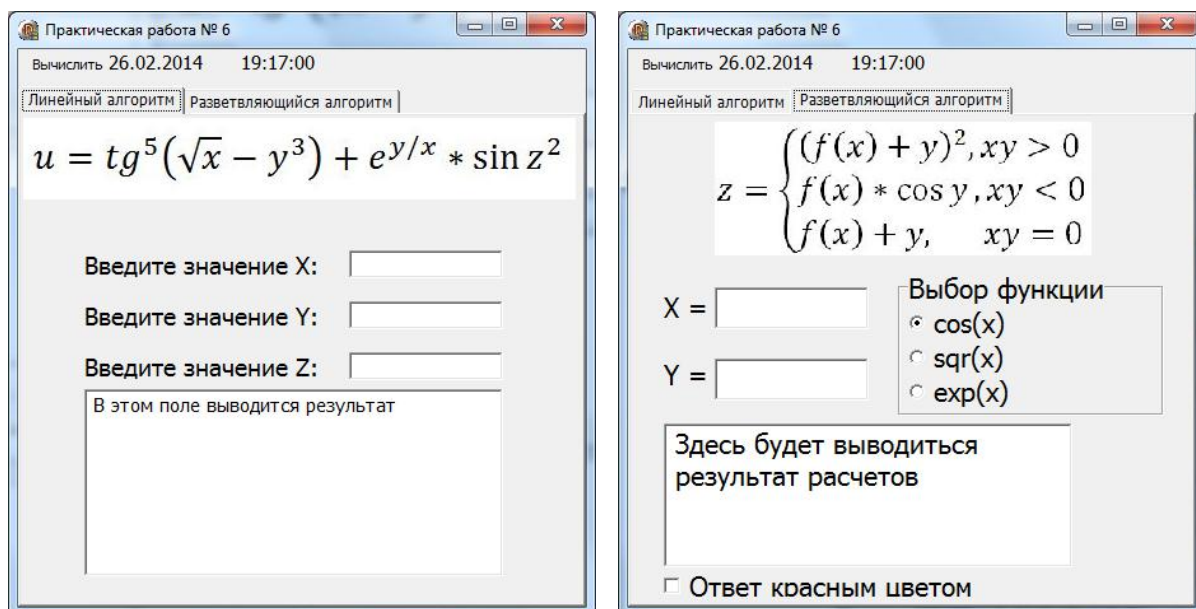 Практическая работа № 6
Вычислить 26.02.2014 19:17:00
Линейный алгоритм Разветвляющийся алгоритм
u = tg⁵(√x − y³) + e^{y/x} * sin z²
Введите значение X:
Введите значение Y:
Введите значение Z:
В этом поле выводится результат
Практическая работа № 6
Вычислить 26.02.2014 19:17:00
Линейный алгоритм Разветвляющийся алгоритм
(f(x) + y)², xy > 0
z = { f(x) * cos y , xy < 0
f(x) + y, xy = 0
X =
Y =
Выбор функции
cos(x)
sqr(x)
exp(x)
Здесь будет выводиться
результат расчетов
Ответ красным цветом